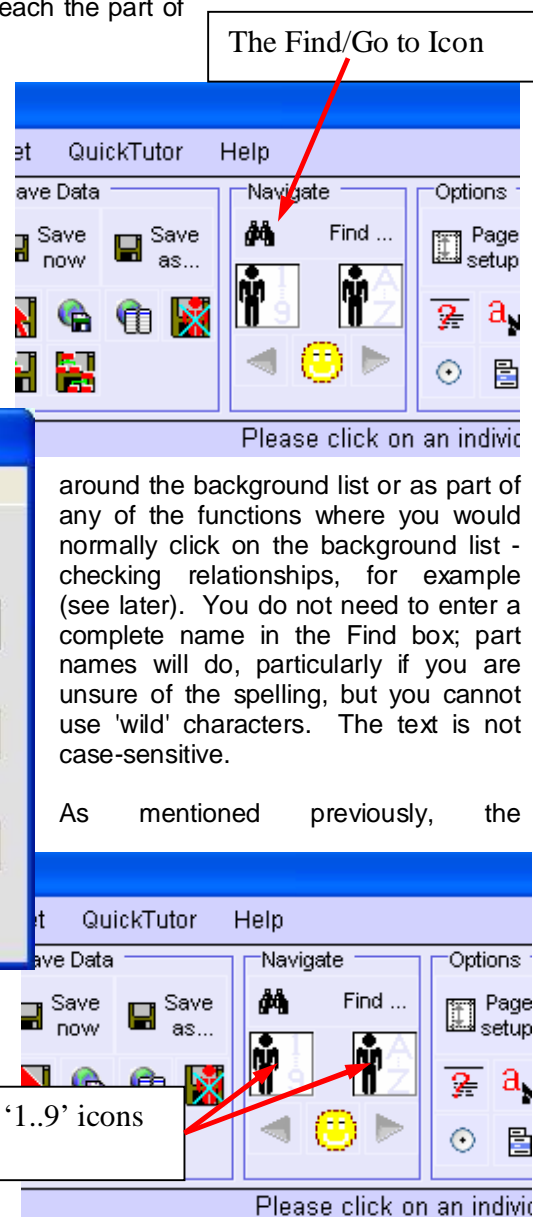 each the part of
The Find/Go to Icon
et QuickTutor Help
ave Data Navigate Options
Save now Save as... Find ... Page setup
1 9 A Z
? a
Please click on an individ
around the background list or as part of
any of the functions where you would
normally click on the background list -
checking relationships, for example
(see later). You do not need to enter a
complete name in the Find box; part
names will do, particularly if you are
unsure of the spelling, but you cannot
use 'wild' characters. The text is not
case-sensitive.
As mentioned previously, the
t QuickTutor Help
ave Data Navigate Options
Save now Save as... Find ... Page setup
1 9 A Z
? a
‘1..9’ icons
Please click on an individ